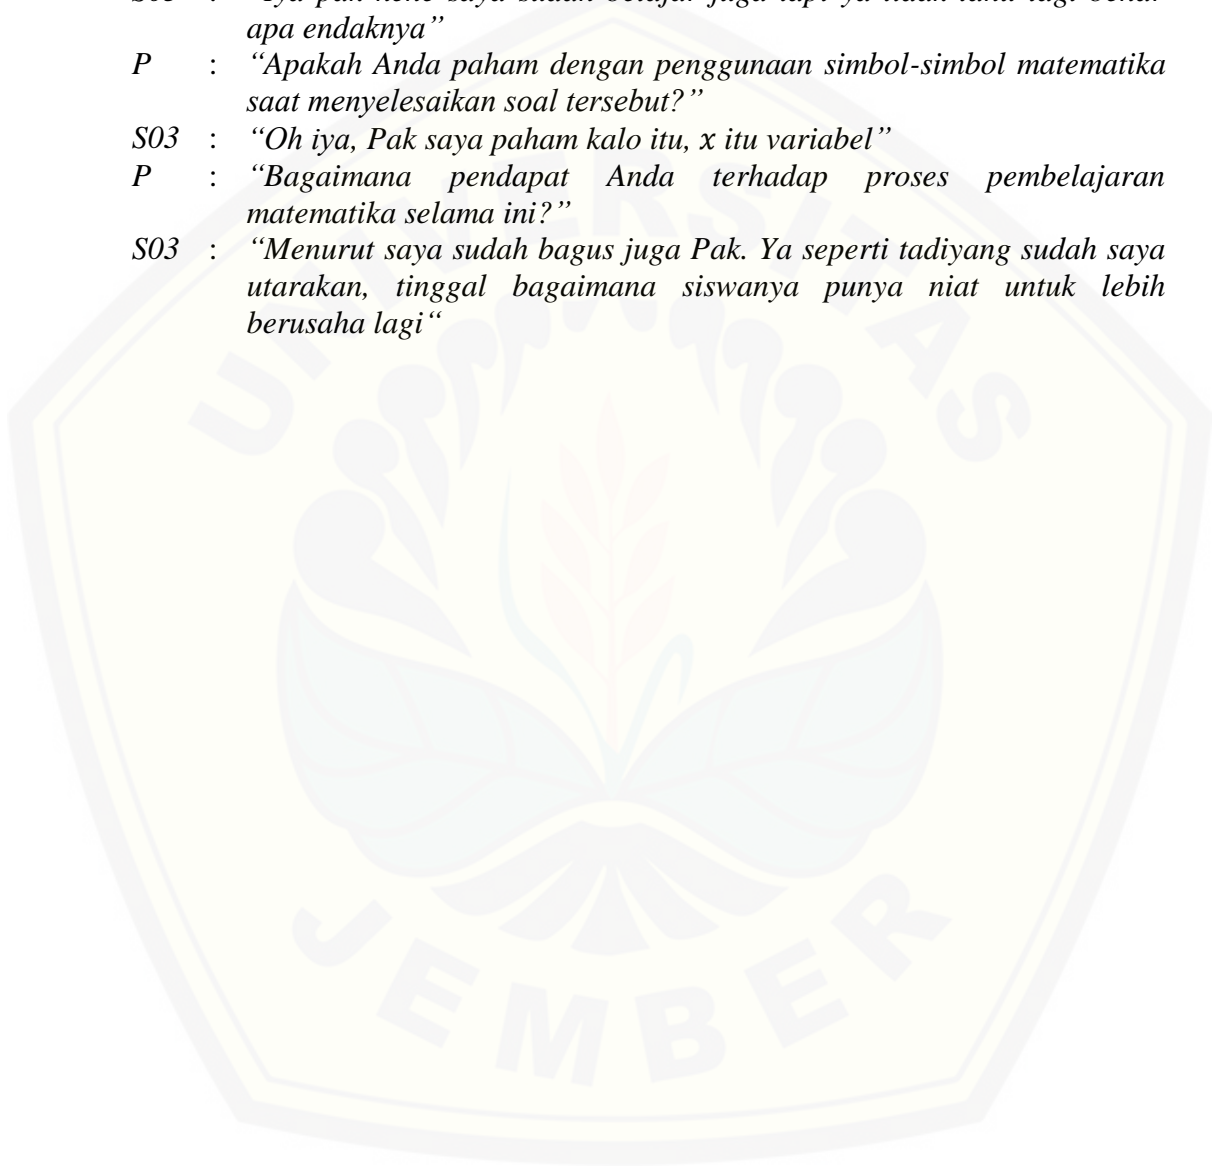 apa endaknya”
P : “Apakah Anda paham dengan penggunaan simbol-simbol matematika
saat menyelesaikan soal tersebut?”
S03 : “Oh iya, Pak saya paham kalo itu, x itu variabel”
P : “Bagaimana pendapat Anda terhadap proses pembelajaran
matematika selama ini?”
S03 : “Menurut saya sudah bagus juga Pak. Ya seperti tadiyang sudah saya
utarakan, tinggal bagaimana siswanya punya niat untuk lebih
berusaha lagi“
UNIVERSITAS
JEMBER